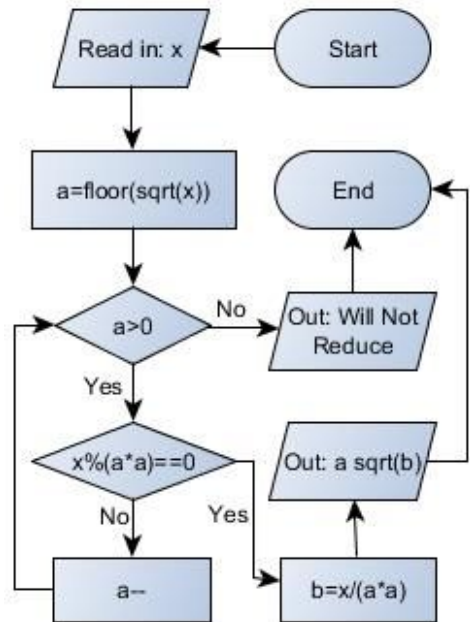 Start
Read in: x
a=floor(sqrt(x))
a>0
No
Out: Will Not
Reduce
End
Yes
x%(a*a)==0
No
a--
Yes
b=x/(a*a)
Out: a sqrt(b)